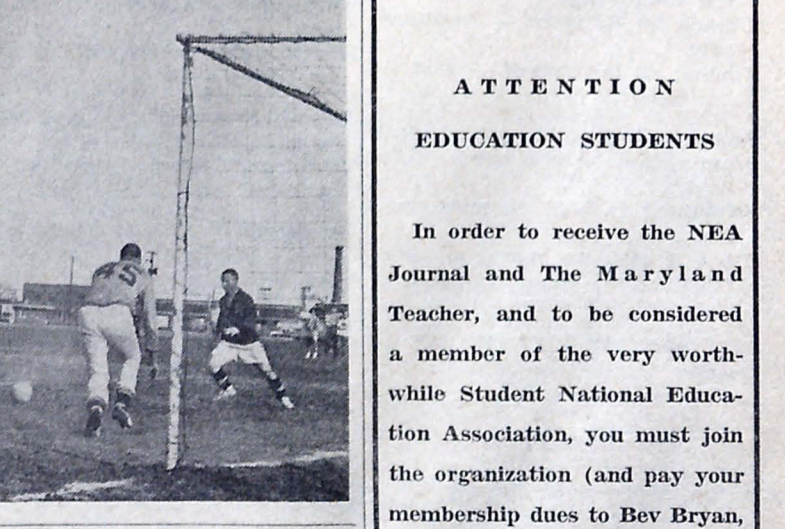 45
ATTENTION
EDUCATION STUDENTS
In order to receive the NEA
Journal and The Maryland
Teacher, and to be considered
a member of the very worth-
while Student National Educa-
tion Association, you must join
the organization (and pay your
membership dues to Bev Bryan,